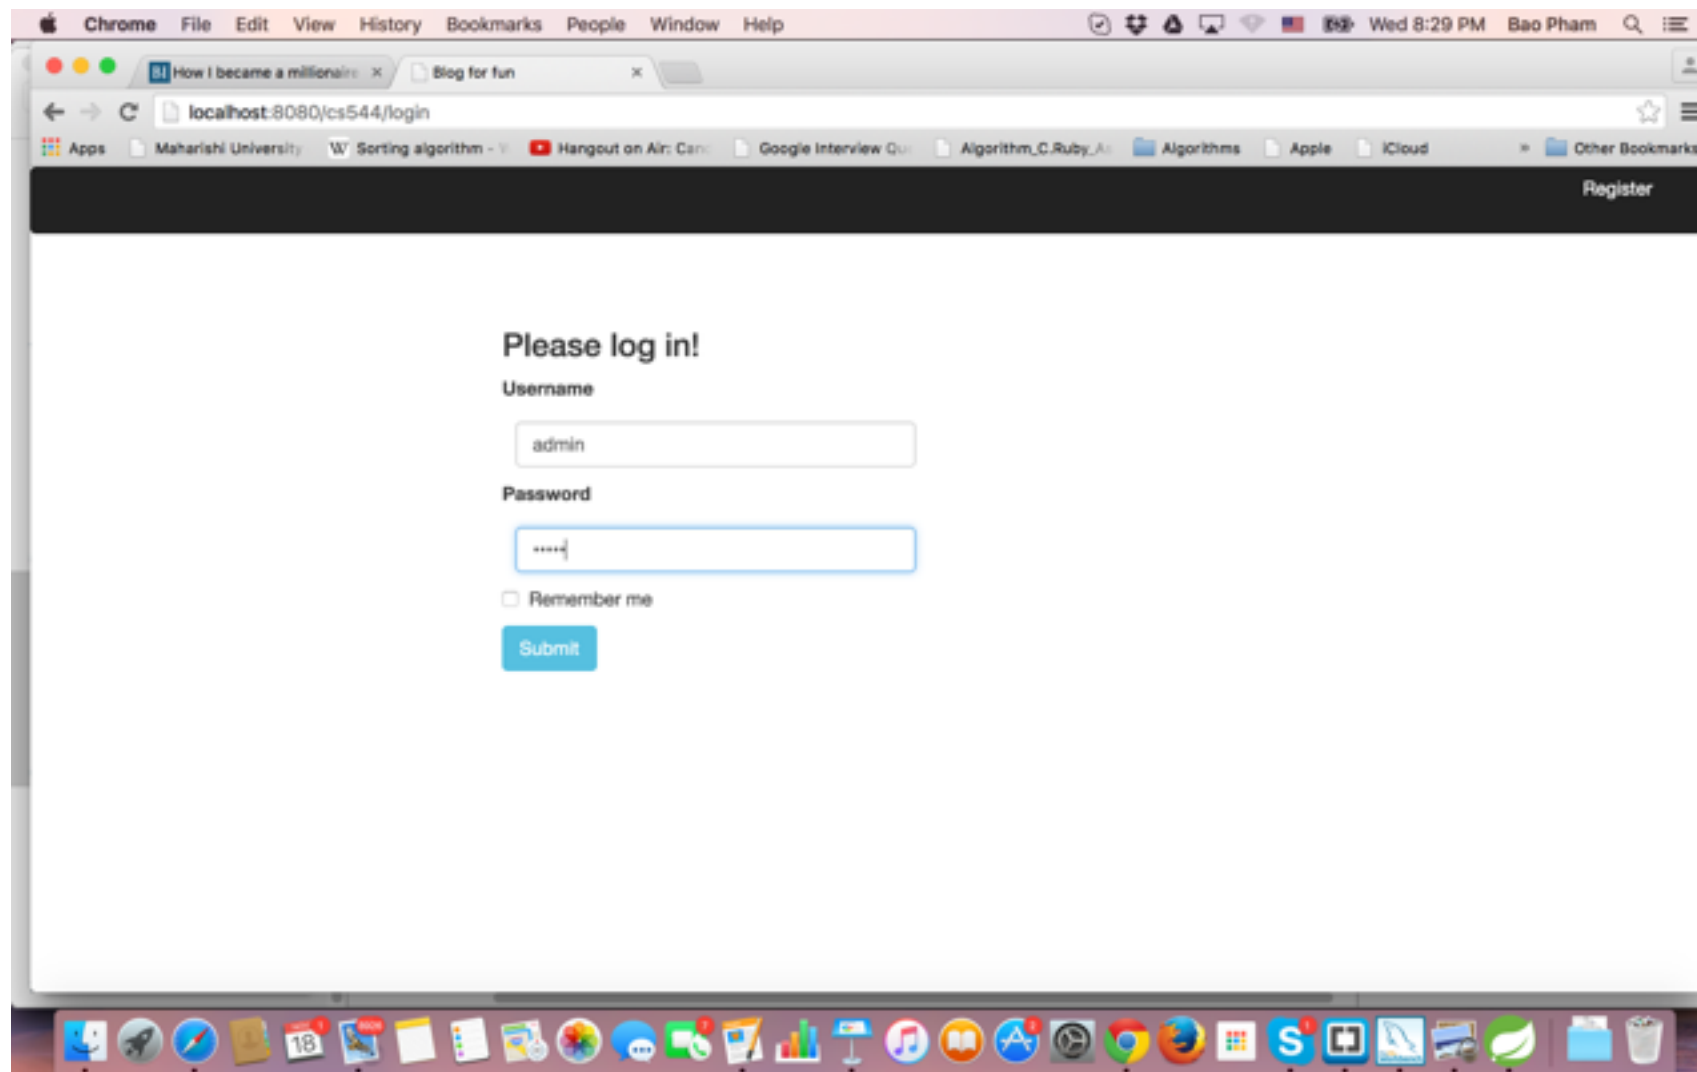 Chrome File Edit View History Bookmarks People Window Help Wed 8:29 PM Bao Pham
BI How I became a millionaire Blog for fun
localhost:8080/cs544/login
Apps Maharishi University W Sorting algorithm - Hangout on Air: Google Interview Algorithm_C.Ruby_ Algorithms Apple iCloud » Other Bookmarks
Register
Please log in!
Username
admin
Password
•••••
Remember me
Submit
18
S